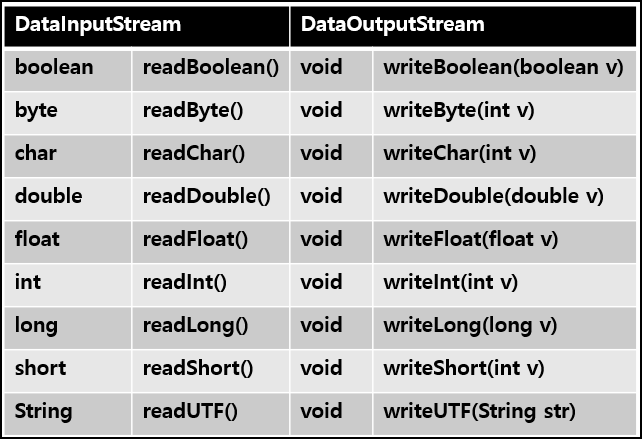 DataInputStream DataOutputStream
boolean readBoolean() void writeBoolean(boolean v)
byte readByte() void writeByte(int v)
char readChar() void writeChar(int v)
double readDouble() void writeDouble(double v)
float readFloat() void writeFloat(float v)
int readInt() void writeInt(int v)
long readLong() void writeLong(long v)
short readShort() void writeShort(int v)
String readUTF() void writeUTF(String str)